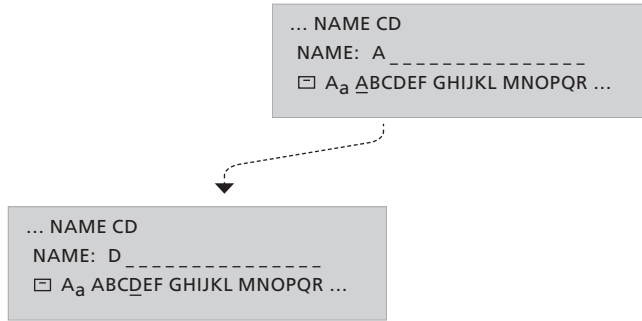 ... NAME CD
NAME: A _ _ _ _ _ _ _ _ _ _ _ _ _ _ _
Aa ABCDEF GHIJKL MNOPQR ...
... NAME CD
NAME: D _ _ _ _ _ _ _ _ _ _ _ _ _ _ _
Aa ABCDEF GHIJKL MNOPQR ...